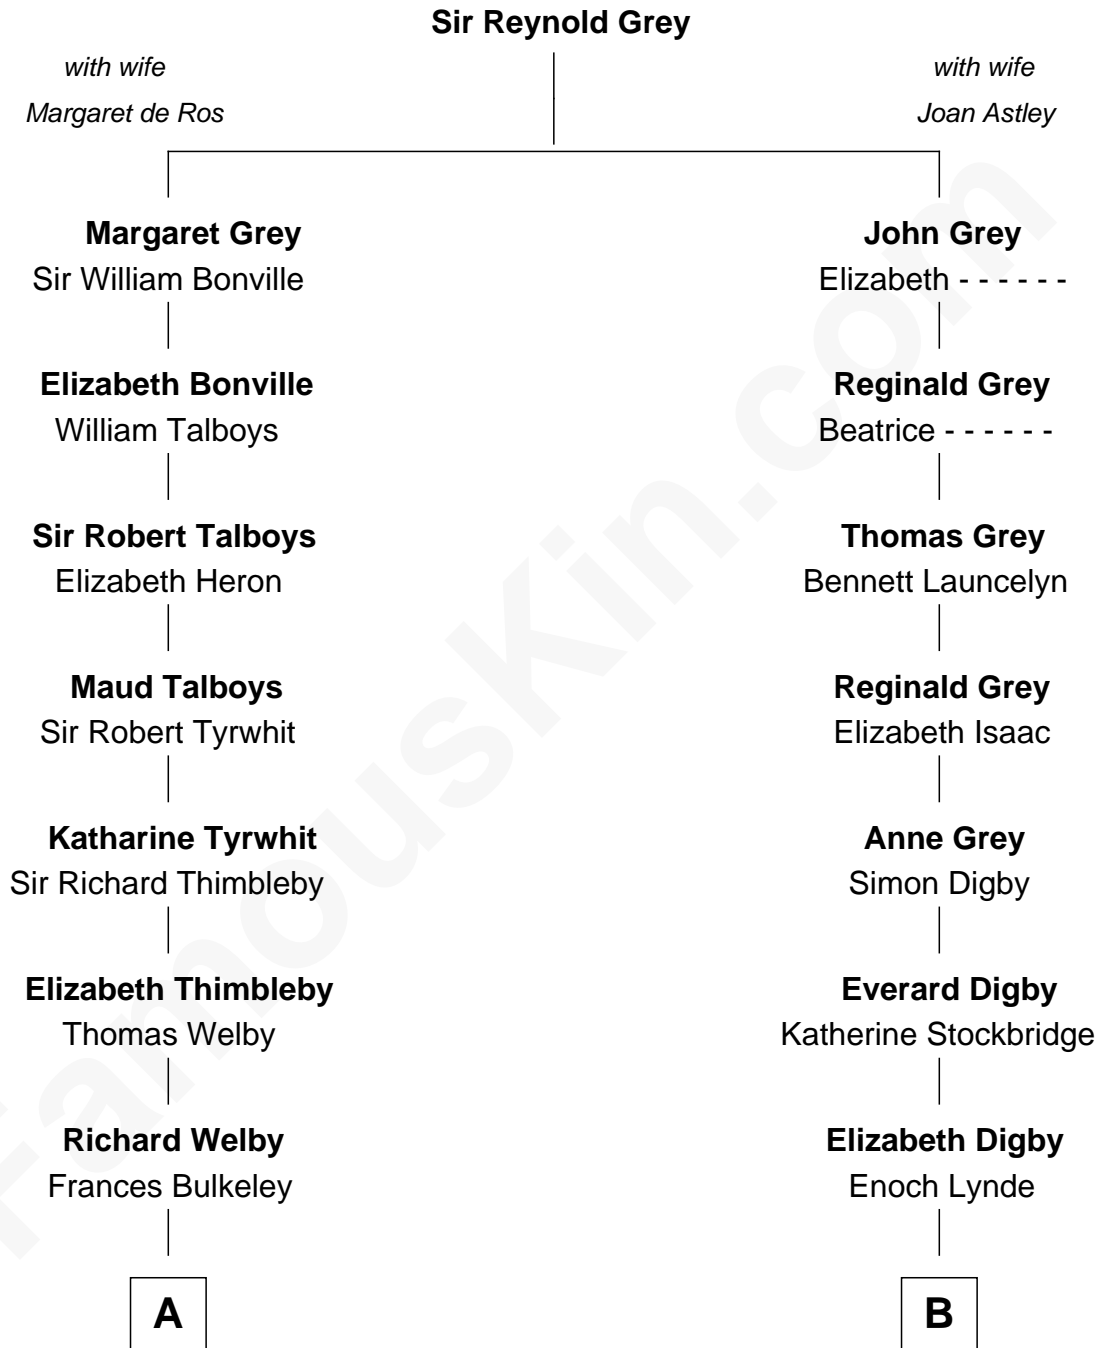 Sir Reynold Grey
with wife
Margaret de Ros
with wife
Joan Astley
Margaret Grey
Sir William Bonville
John Grey
Elizabeth - - - - - -
Elizabeth Bonville
William Talboys
Reginald Grey
Beatrice - - - - - -
Sir Robert Talboys
Elizabeth Heron
Thomas Grey
Bennett Launcelyn
Maud Talboys
Sir Robert Tyrwhit
Reginald Grey
Elizabeth Isaac
Katharine Tyrwhit
Sir Richard Thimbleby
Anne Grey
Simon Digby
Elizabeth Thimbleby
Thomas Welby
Everard Digby
Katherine Stockbridge
Richard Welby
Frances Bulkeley
Elizabeth Digby
Enoch Lynde
A
B
FamousKin.com